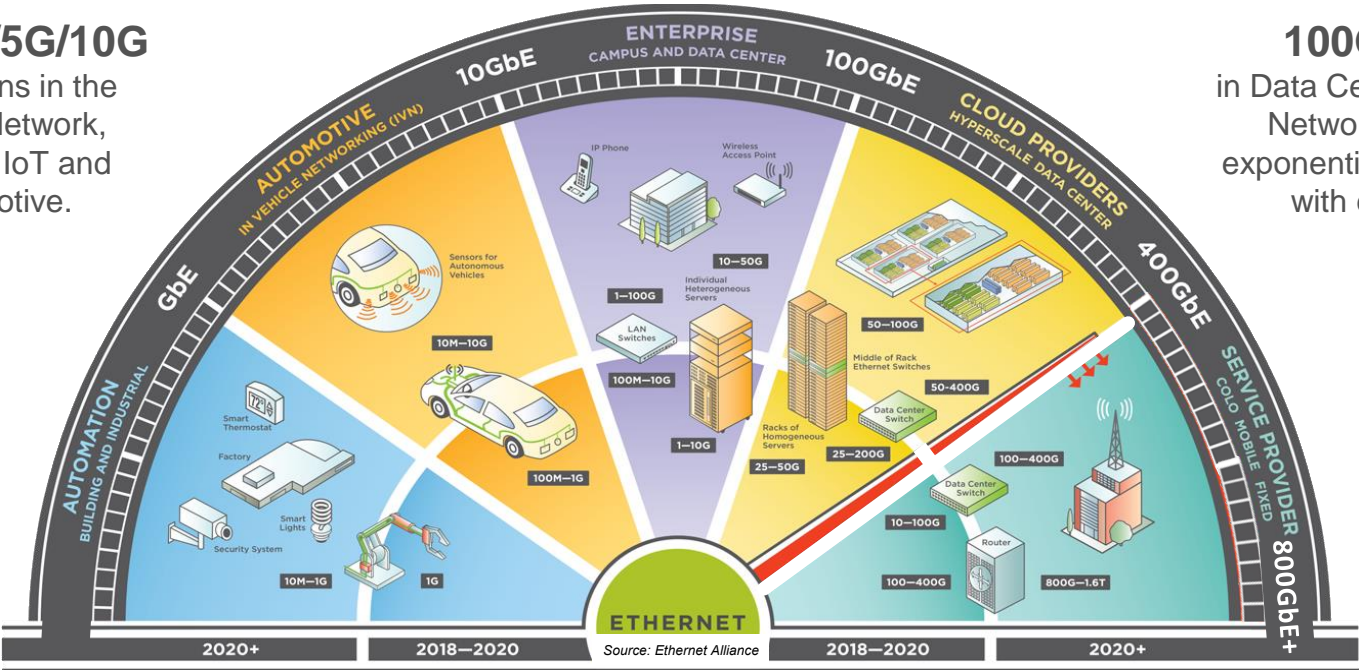 /5G/10G
ns in the
etwork,
IoT and
otive.
100G
in Data Ce
Netwo
exponenti
with
GbE
10GbE
100GbE
400GbE
800GbE+
AUTOMATION
BUILDING AND INDUSTRIAL
AUTOMOTIVE
IN VEHICLE NETWORKING (IVN)
ENTERPRISE
CAMPUS AND DATA CENTER
CLOUD PROVIDERS
HYPERSCALE DATA CENTER
SERVICE PROVIDER
COLO MOBILE FIXED
Smart
Thermostat
72°
Factory
Smart
Lights
Security System
10M—1G
1G
Sensors for
Autonomous
Vehicles
10M—10G
100M—1G
IP Phone
Wireless
Access Point
10—50G
1—100G
Individual
Heterogeneous
Servers
LAN
Switches
100M—10G
1—10G
50—100G
Middle of Rack
Ethernet Switches
50-400G
Data Center
Switch
Racks of
Homogeneous
Servers
25—50G
25—200G
100—400G
Data Center
Switch
10—100G
Router
100—400G
800G—1.6T
ETHERNET
Source: Ethernet Alliance
2020+
2018—2020
2018—2020
2020+